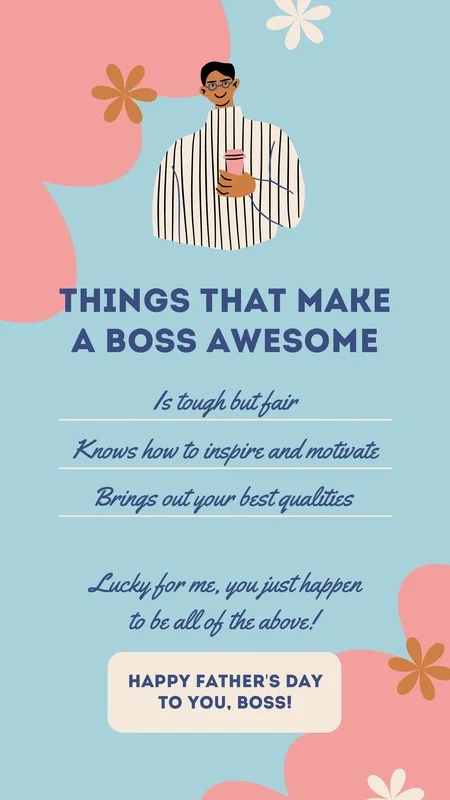 THINGS THAT MAKE
A BOSS AWESOME
Is tough but fair
Knows how to inspire and motivate
Brings out your best qualities
Lucky for me, you just happen
to be all of the above!
HAPPY FATHER'S DAY
TO YOU, BOSS!